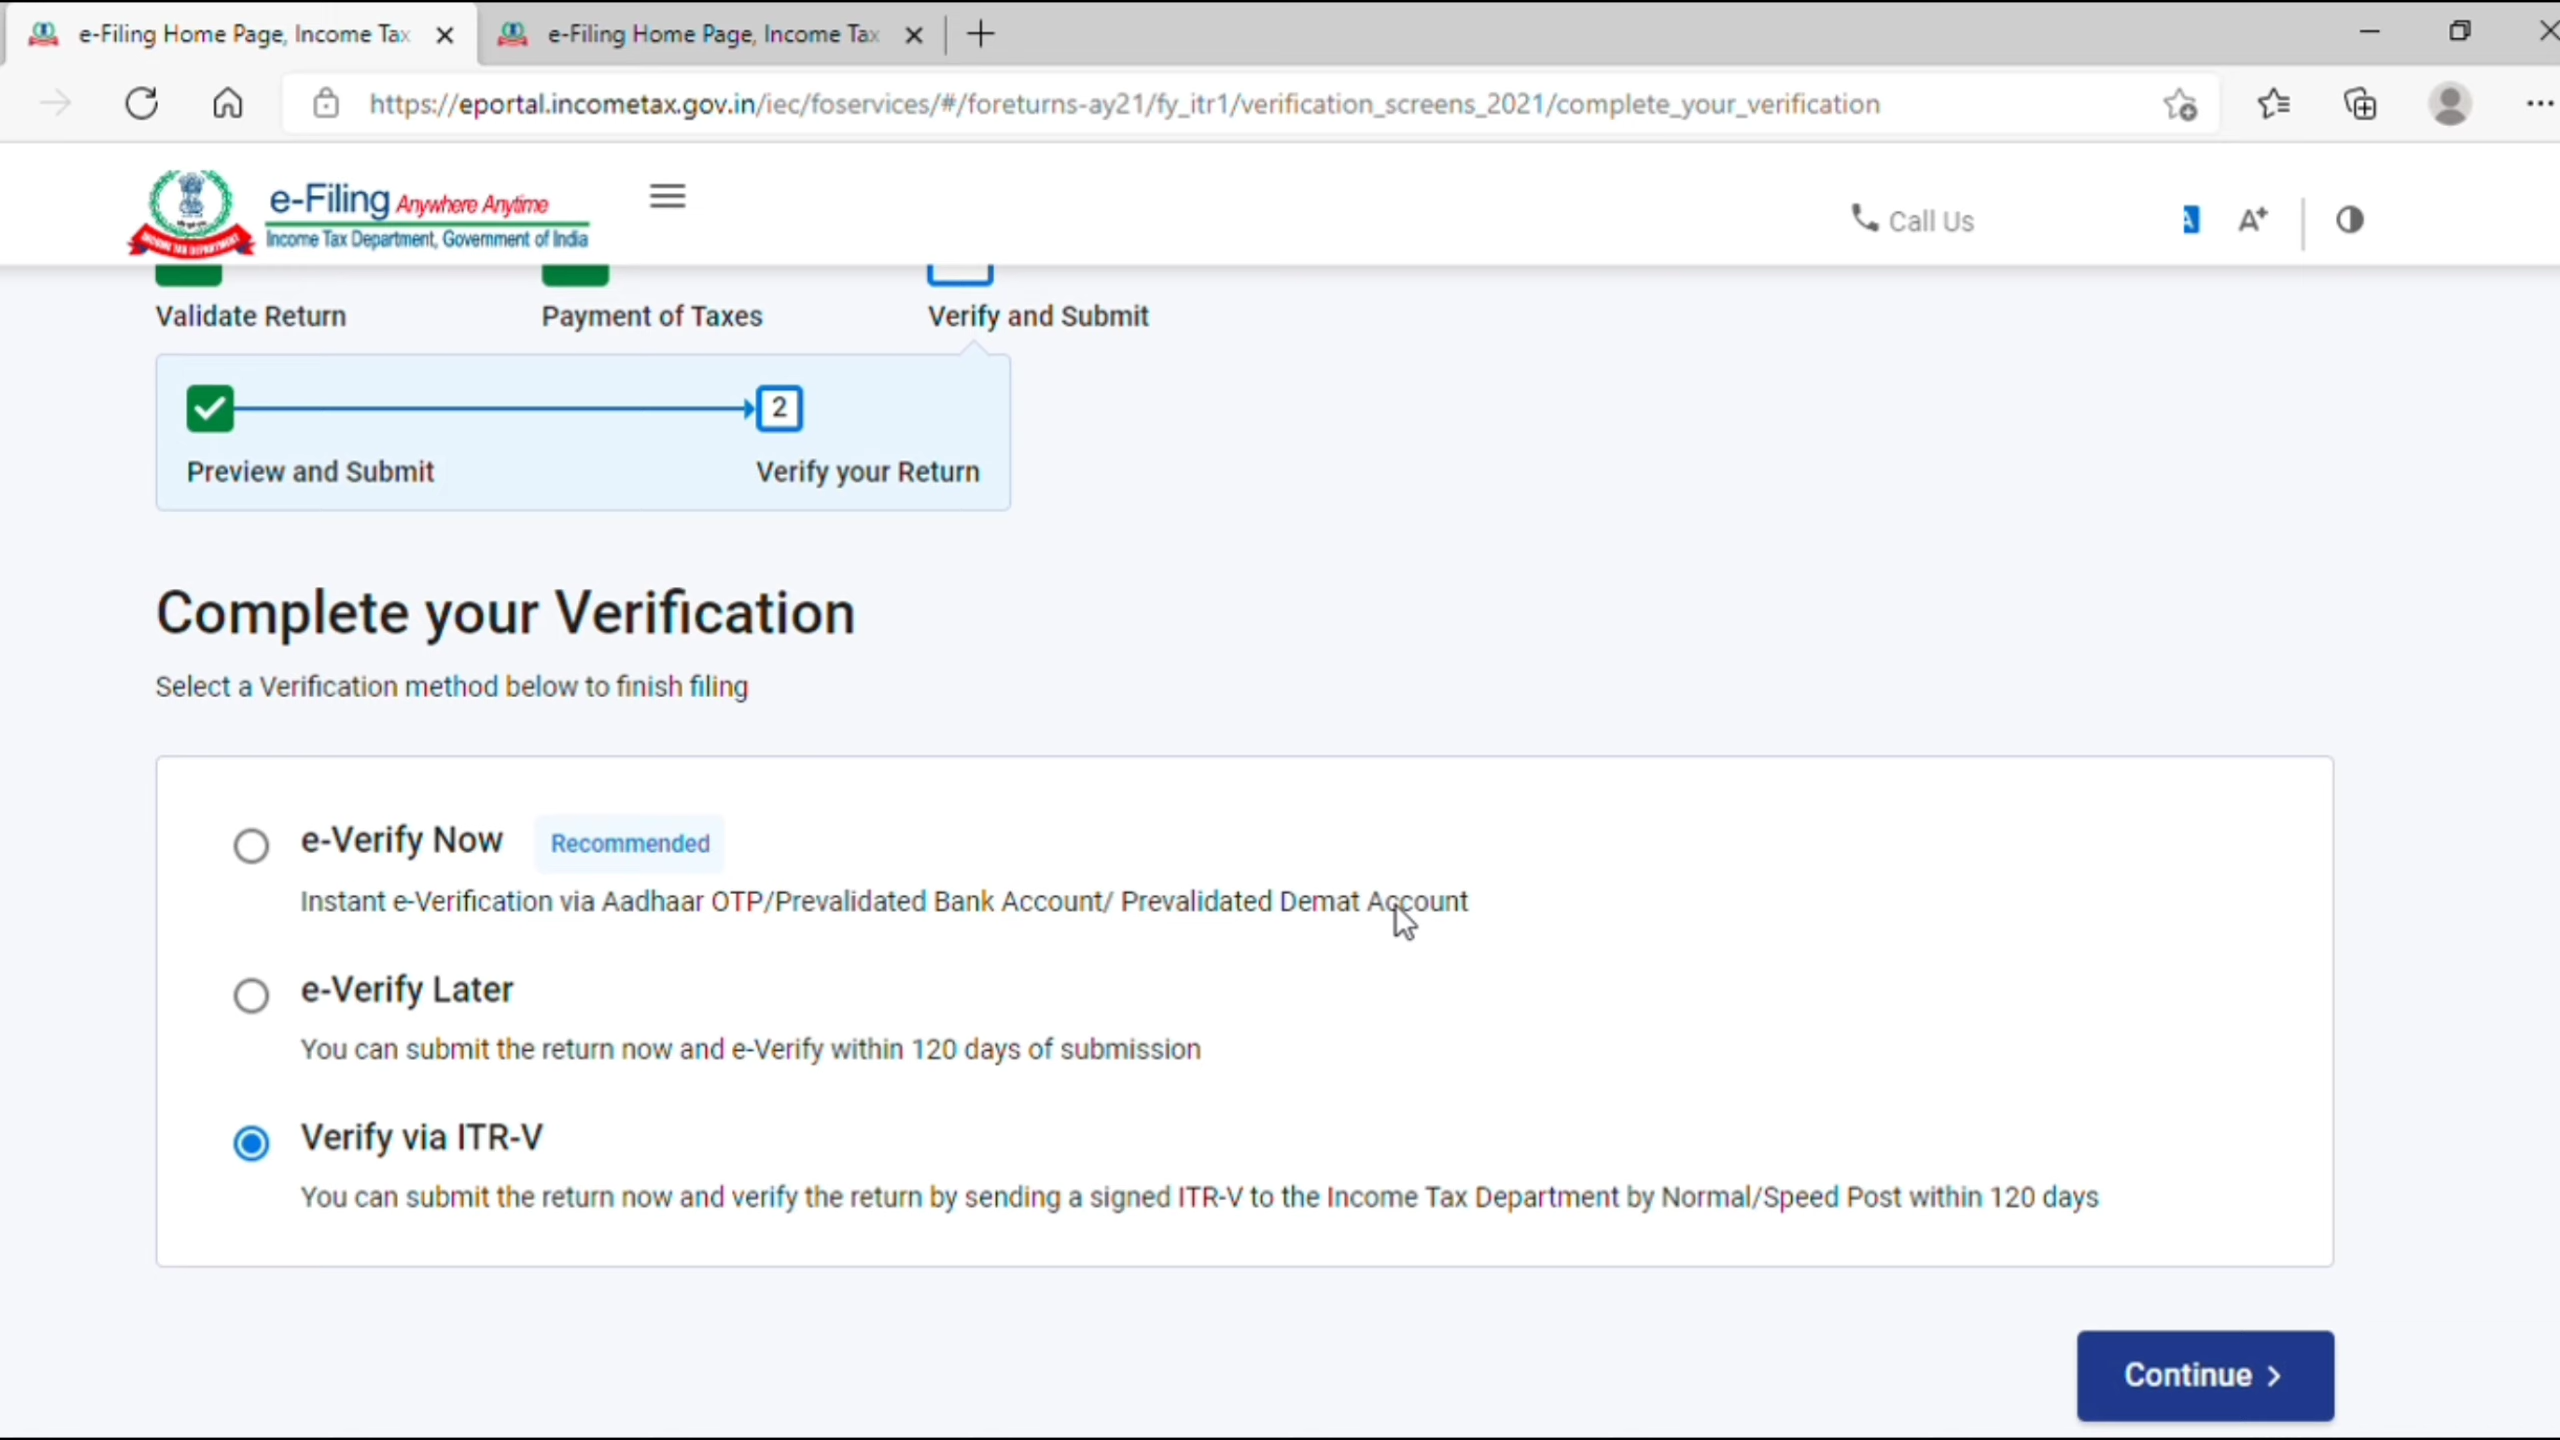 e-Filing Home Page, Income Tax
e-Filing Home Page, Income Tax
https://eportal.incometax.gov.in/iec/foservices/#/foreturns-ay21/fy_itr1/verification_screens_2021/complete_your_verification
INCOME TAX DEPARTMENT
e-Filing Anywhere Anytime
Income Tax Department, Government of India
Call Us
A
A+
Validate Return
Payment of Taxes
Verify and Submit
2
Preview and Submit
Verify your Return
Complete your Verification
Select a Verification method below to finish filing
e-Verify Now
Recommended
Instant e-Verification via Aadhaar OTP/Prevalidated Bank Account/ Prevalidated Demat Account
e-Verify Later
You can submit the return now and e-Verify within 120 days of submission
Verify via ITR-V
You can submit the return now and verify the return by sending a signed ITR-V to the Income Tax Department by Normal/Speed Post within 120 days
Continue >